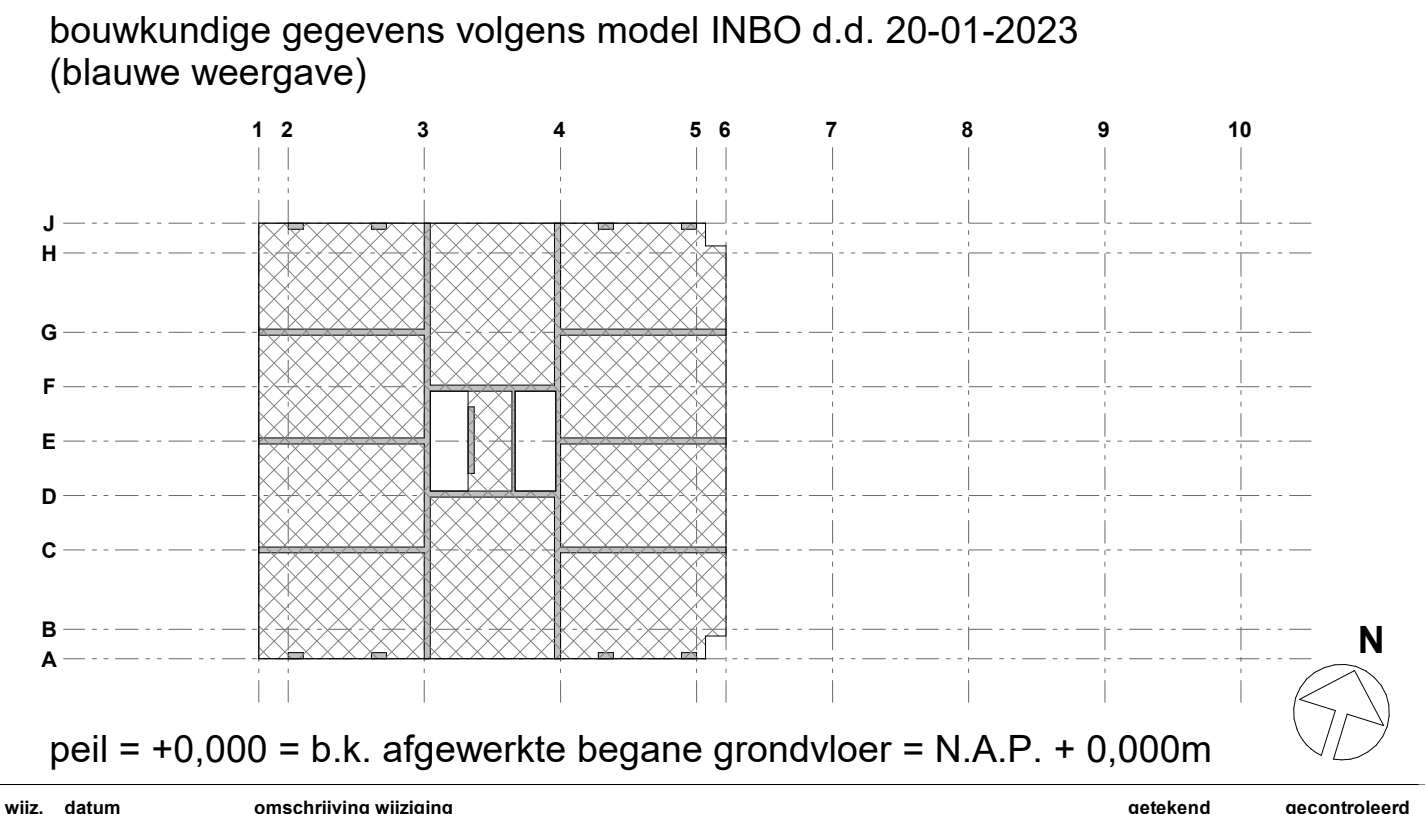 bouwkundige gegevens volgens model INBO d.d. 20-01-2023
(blauwe weergave)
1 2 3 4 5 6 7 8 9 10
J
H
G
F
E
D
C
B
A
N
peil = +0,000 = b.k. afgewerkte begane grondvloer = N.A.P. + 0,000m
wijz. datum omschrijving wijziging getekend gecontroleerd